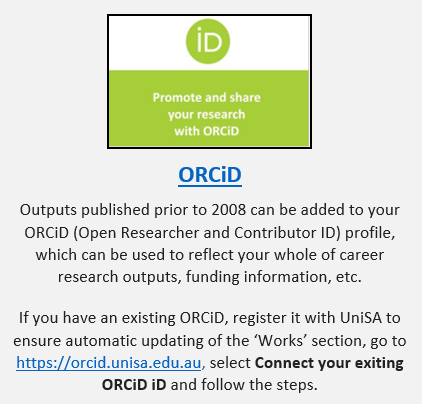 iD
Promote and share
your research
with ORCiD
ORCiD
Outputs published prior to 2008 can be added to your
ORCiD (Open Researcher and Contributor ID) profile,
which can be used to reflect your whole of career
research outputs, funding information, etc.
If you have an existing ORCiD, register it with UniSA to
ensure automatic updating of the ‘Works’ section, go to
https://orcid.unisa.edu.au, select Connect your exiting
ORCiD iD and follow the steps.